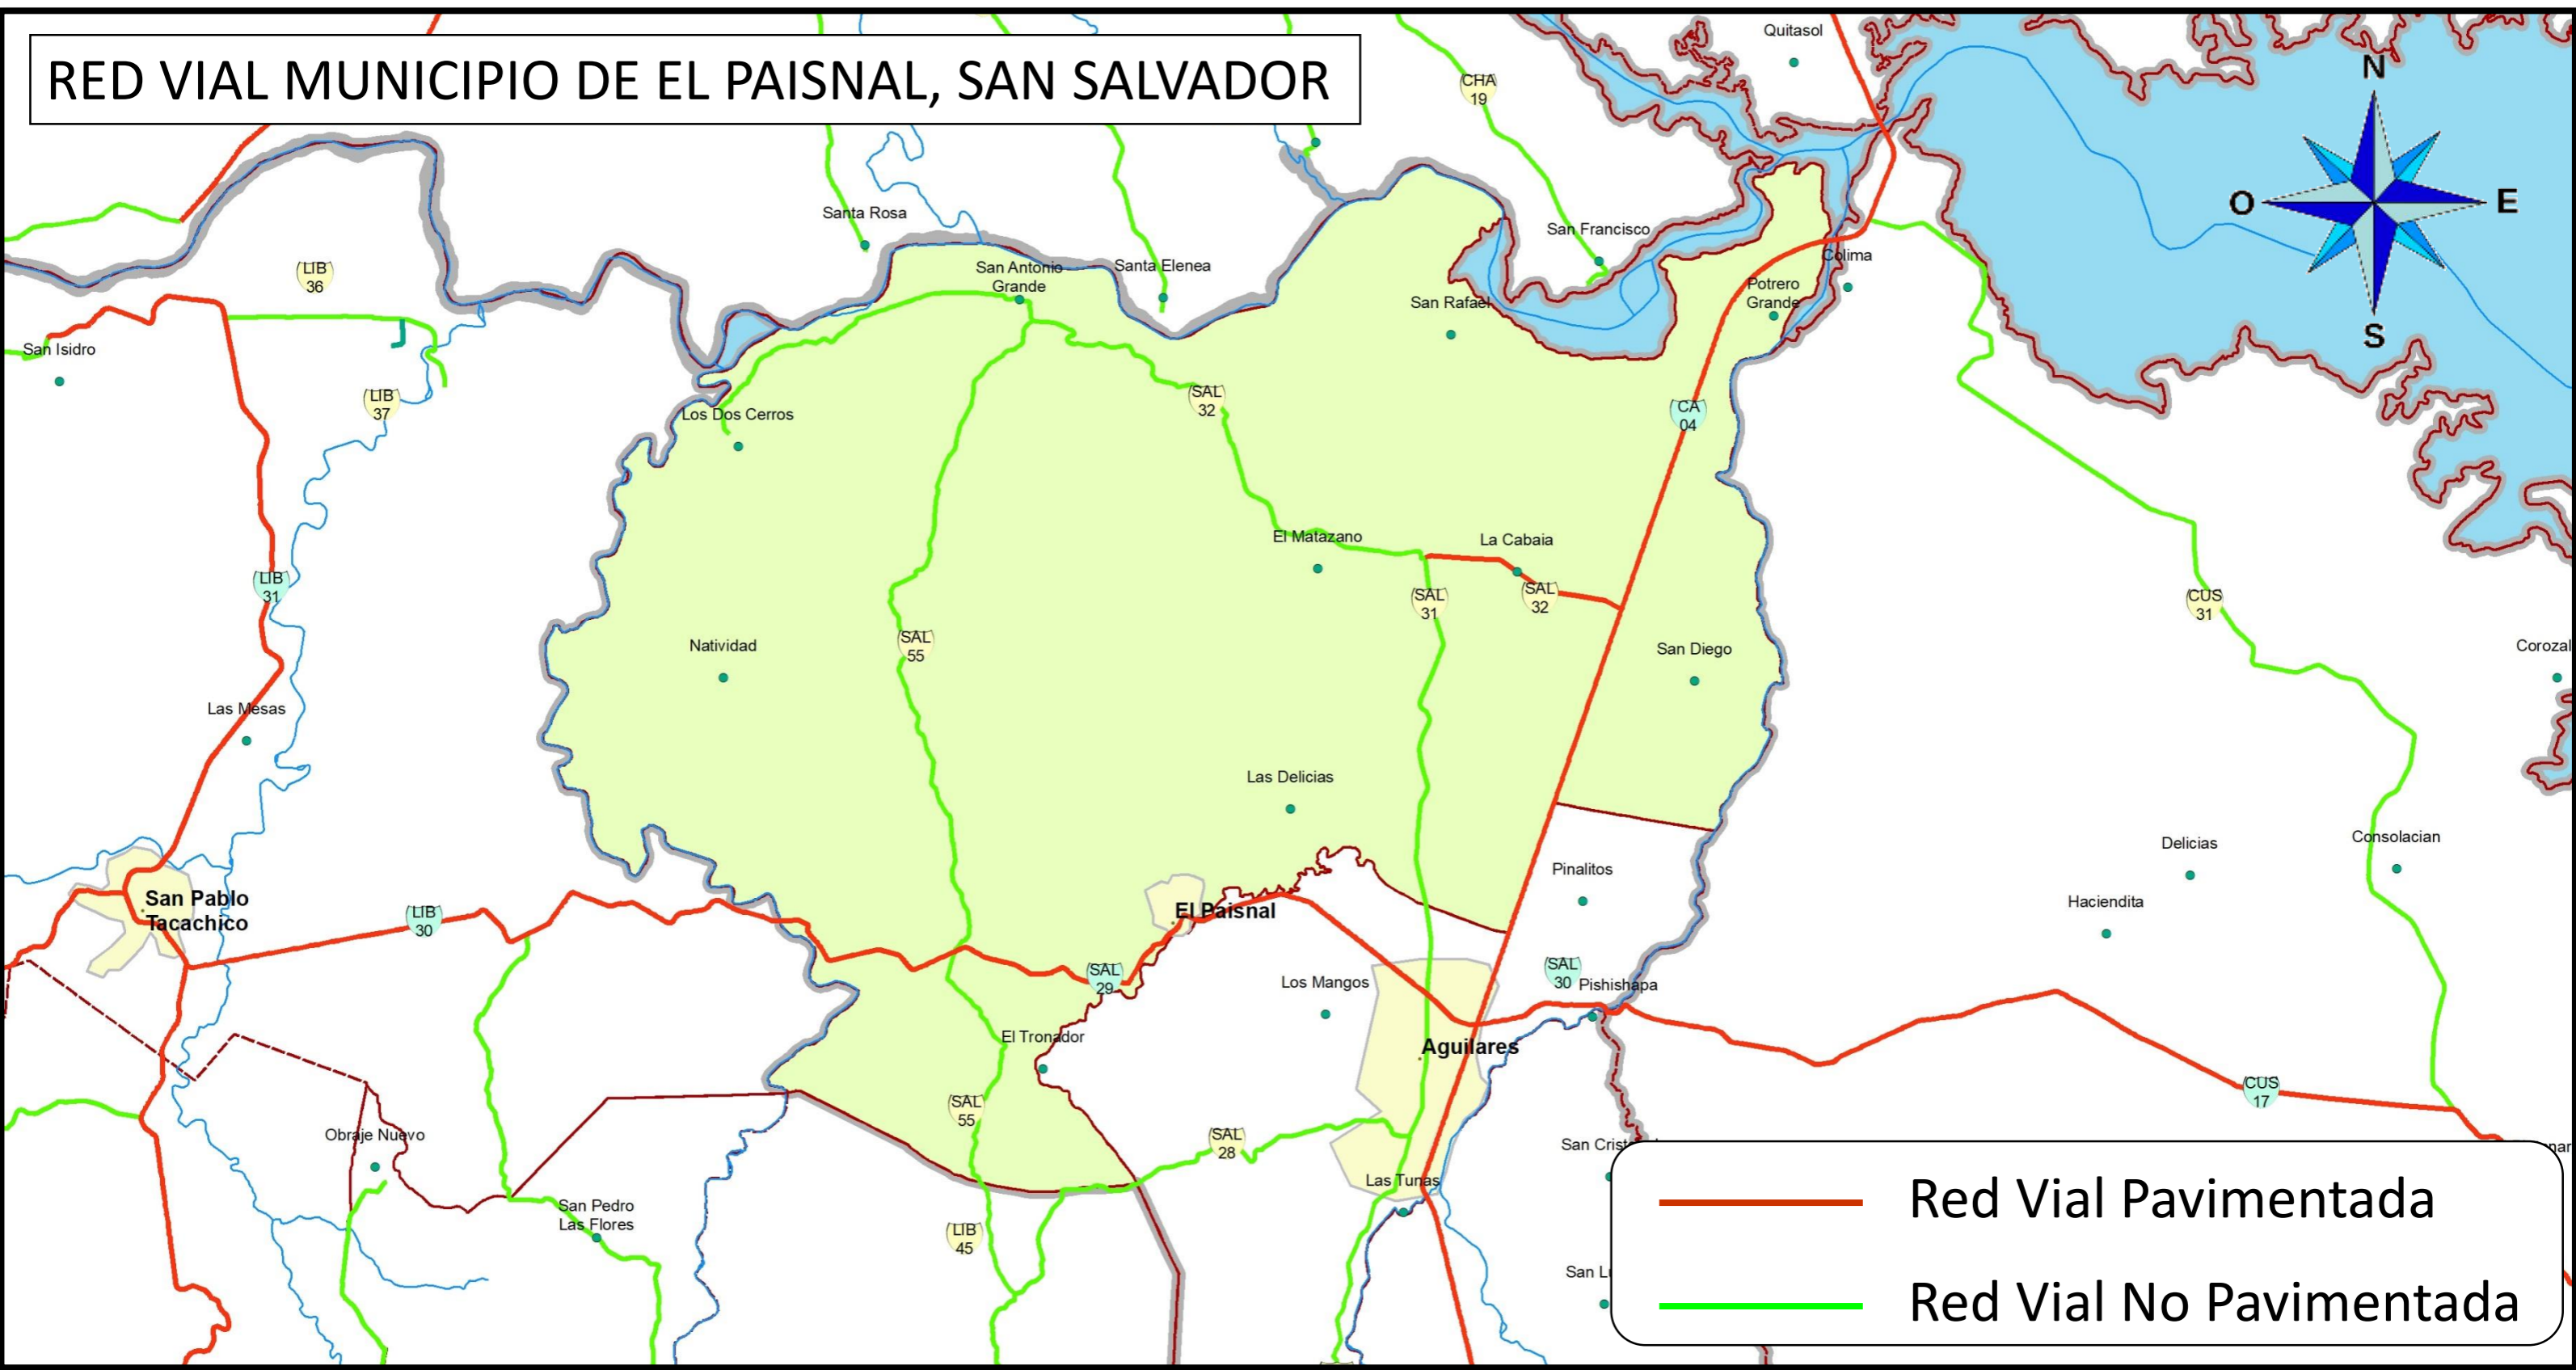 RED VIAL MUNICIPIO DE EL PAISNAL, SAN SALVADOR
Quitasol
N
CHA
19
O
E
S
Santa Rosa
San Francisco
Colima
San Antonio
Grande
Santa Elenea
LIB
36
Potrero
Grande
San Rafael
San Isidro
LIB
37
Los Dos Cerros
SAL
32
CA
04
El Matazano
La Cabaia
LIB
31
SAL
31
SAL
32
CUS
31
Natividad
SAL
55
San Diego
Corozal
Las Mesas
Las Delicias
Delicias
Consolacian
Pinalitos
San Pablo
Tacachico
LIB
30
El Paisnal
Haciendita
SAL
29
Los Mangos
SAL
30
Pishishapa
El Tronador
Aguilares
CUS
17
SAL
55
Obraje Nuevo
SAL
28
San Crist
Las Tunas
San Pedro
Las Flores
LIB
45
San L
Red Vial Pavimentada
Red Vial No Pavimentada